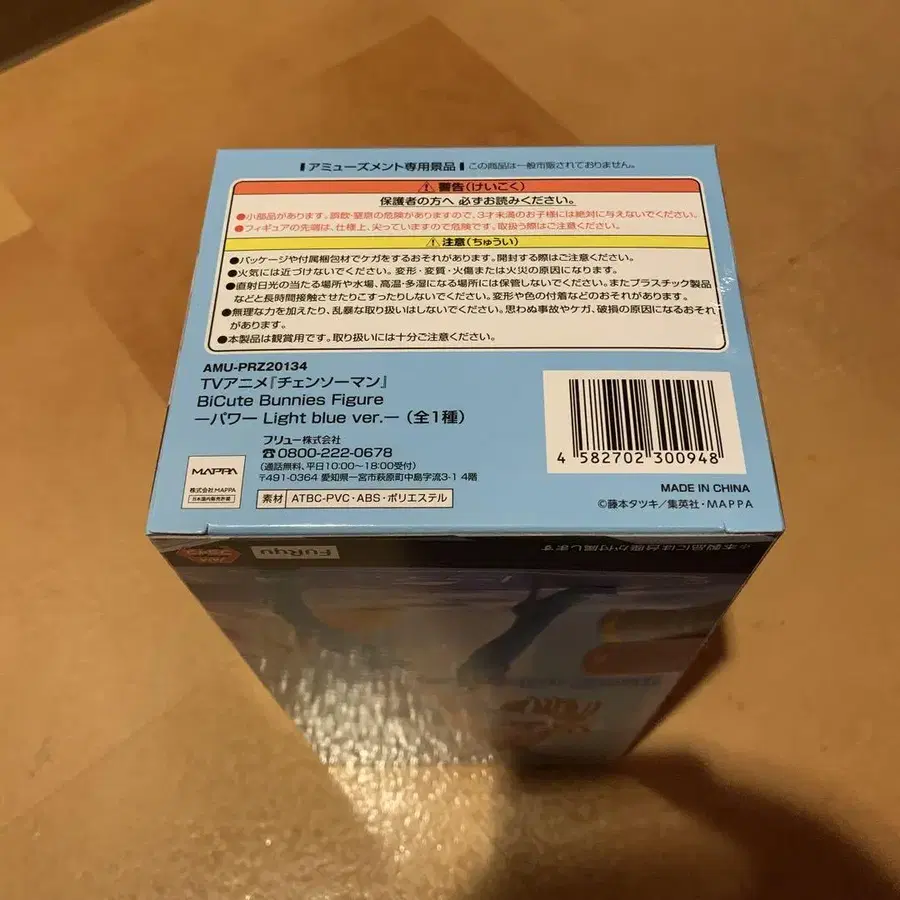 アミューズメント専用景品 この商品は一般市販されておりません。
⚠警告(けいこく)
保護者の方へ 必ずお読みください。
●小部品があります。誤飲・窒息の危険がありますので、3才未満のお子様には絶対に与えないでください。
●フィギュアの先端は、仕様上、尖っていますので危険です。取扱う際はご注意ください。
⚠注意(ちゅうい)
●パッケージや付属梱包材でケガをするおそれがあります。開封する際はご注意ください。
●火気には近づけないでください。変形・変質・火傷または火災の原因になります。
●直射日光の当たる場所や水場、高温・多湿になる場所には保管しないでください。またプラスチック製品
などと長時間接触させたりこすったりしないでください。変形や色の付着などのおそれがあります。
●無理な力を加えたり、乱暴な取り扱いはしないでください。思わぬ事故やケガ、破損の原因になるおそれ
があります。
●本製品は観賞用です。取り扱いには十分ご注意ください。
AMU-PRZ20134
TVアニメ『チェンソーマン』
BiCute Bunnies Figure
ーパワー Light blue ver.ー (全1種)
フリュー株式会社
☎0800-222-0678
(通話無料、平日10:00~18:00受付)
〒491-0364 愛知県一宮市萩原町中島字流3-1 4階
MAPPA
株式会社MAPPA
日本国内販売許諾
素材 ATBC-PVC・ABS・ポリエステル
4 582702 300948
MADE IN CHINA
©藤本タツキ/集英社・MAPPA
FuRyu
※本製品には台座が付属します